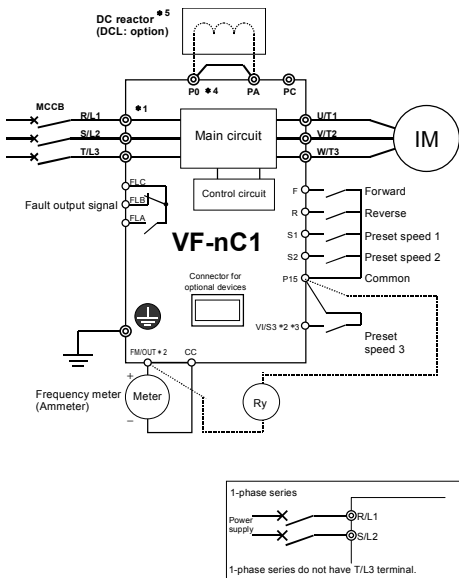 DC reactor *5
(DCL: option)
P0 *4 PA PC
MCCB
*1
R/L1
S/L2
T/L3
U/T1
V/T2
W/T3
IM
Main circuit
Control circuit
FLC
FLB
FLA
Fault output signal
VF-nC1
F Forward
R Reverse
S1 Preset speed 1
S2 Preset speed 2
P15 Common
Connector for
optional devices
VI/S3 *2 *3
Preset
speed 3
FM/OUT *2 CC
+
Frequency meter
(Ammeter)
Meter
−
Ry
1-phase series
Power
supply
R/L1
S/L2
1-phase series do not have T/L3 terminal.